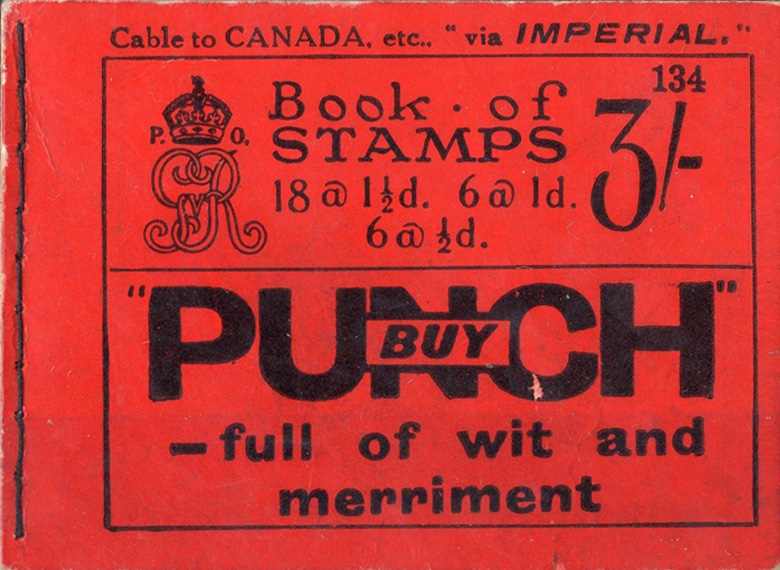 Cable to CANADA, etc., "via IMPERIAL."
134
P. O.
GVR
Book · of
STAMPS
3/-
18 @ 1½d. 6 @ 1d.
6 @ ½d.
"PUNCH"
BUY
– full of wit and
merriment